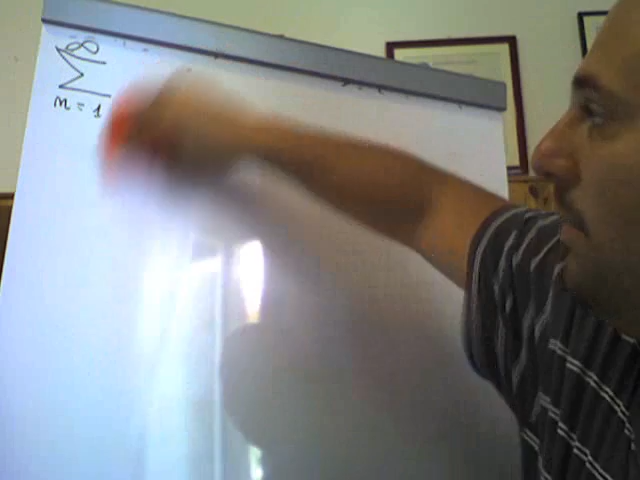 ∞
∑
n = 1